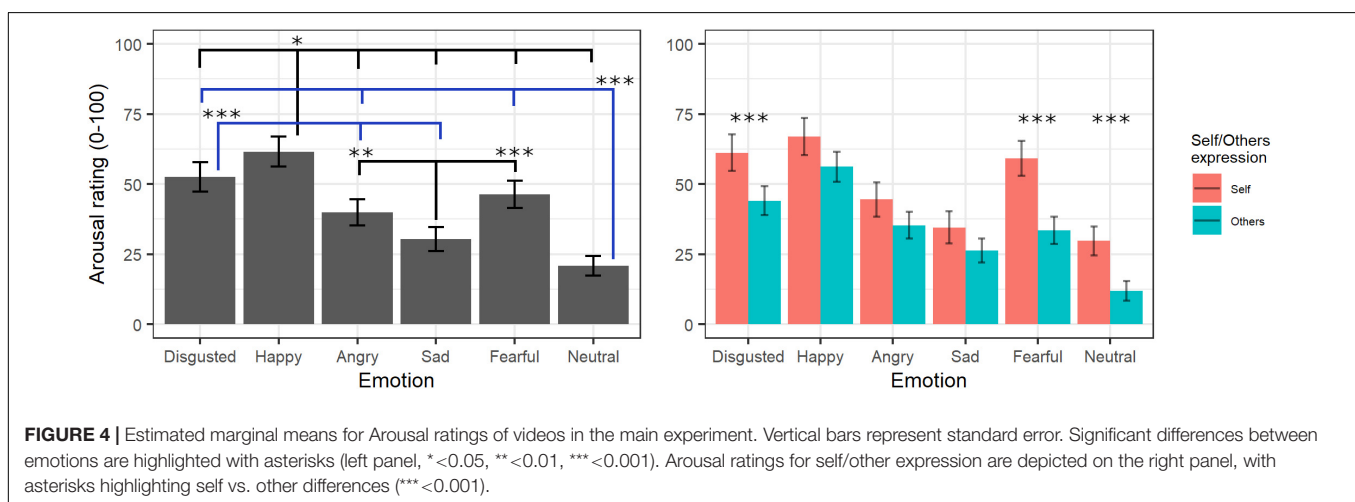 100
75
50
25
0
Arousal rating (0-100)
*
***
***
**
***
Disgusted Happy Angry Sad Fearful Neutral
Emotion
100
75
50
25
0
***
***
***
Disgusted Happy Angry Sad Fearful Neutral
Emotion
Self/Others
expression
Self
Others
FIGURE 4 | Estimated marginal means for Arousal ratings of videos in the main experiment. Vertical bars represent standard error. Significant differences between
emotions are highlighted with asterisks (left panel, *<0.05, **<0.01, ***<0.001). Arousal ratings for self/other expression are depicted on the right panel, with
asterisks highlighting self vs. other differences (***<0.001).